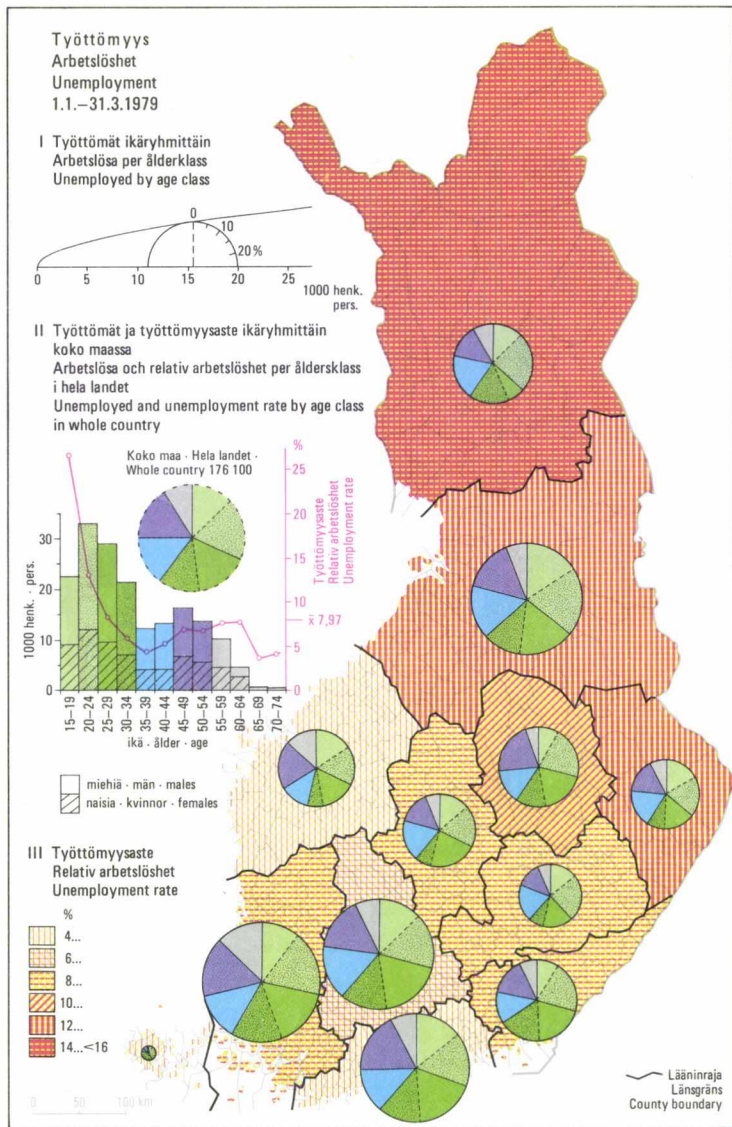 Työttömyys
Arbetslöshet
Unemployment
1.1.–31.3.1979
I Työttömät ikäryhmittäin
Arbetslösa per ålderklass
Unemployed by age class
0
10
20%
0 5 10 15 20 25
1000 henk.
pers.
II Työttömät ja työttömyysaste ikäryhmittäin
koko maassa
Arbetslösa och relativ arbetslöshet per åldersklass
i hela landet
Unemployed and unemployment rate by age class
in whole country
Koko maa · Hela landet ·
Whole country 176 100
%
25
20
15
10
x̄ 7,97
5
0
Työttömyysaste
Relativ arbetslöshet
Unemployment rate
1000 henk. · pers.
30
20
10
0
15–19 20–24 25–29 30–34 35–39 40–44 45–49 50–54 55–59 60–64 65–69 70–74
ikä · ålder · age
miehiä · män · males
naisia · kvinnor · females
III Työttömyysaste
Relativ arbetslöshet
Unemployment rate
%
4...
6...
8...
10...
12...
14...<16
0 50 100 km
Lääninraja
Länsgräns
County boundary